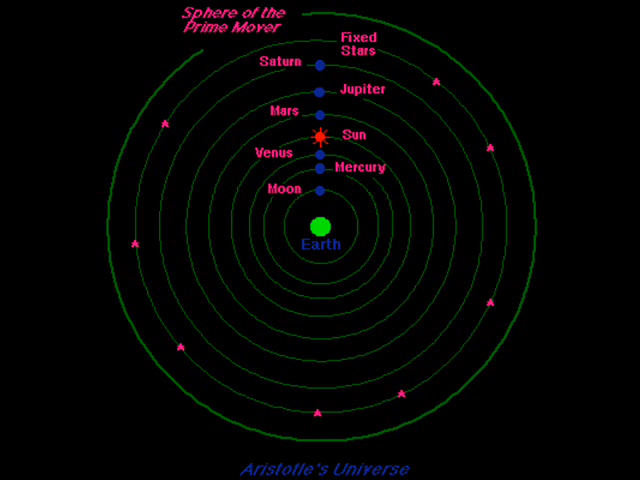 Sphere of the
Prime Mover
Fixed
Stars
Saturn
Jupiter
Mars
Sun
Venus
Mercury
Moon
Earth
Aristotle's Universe